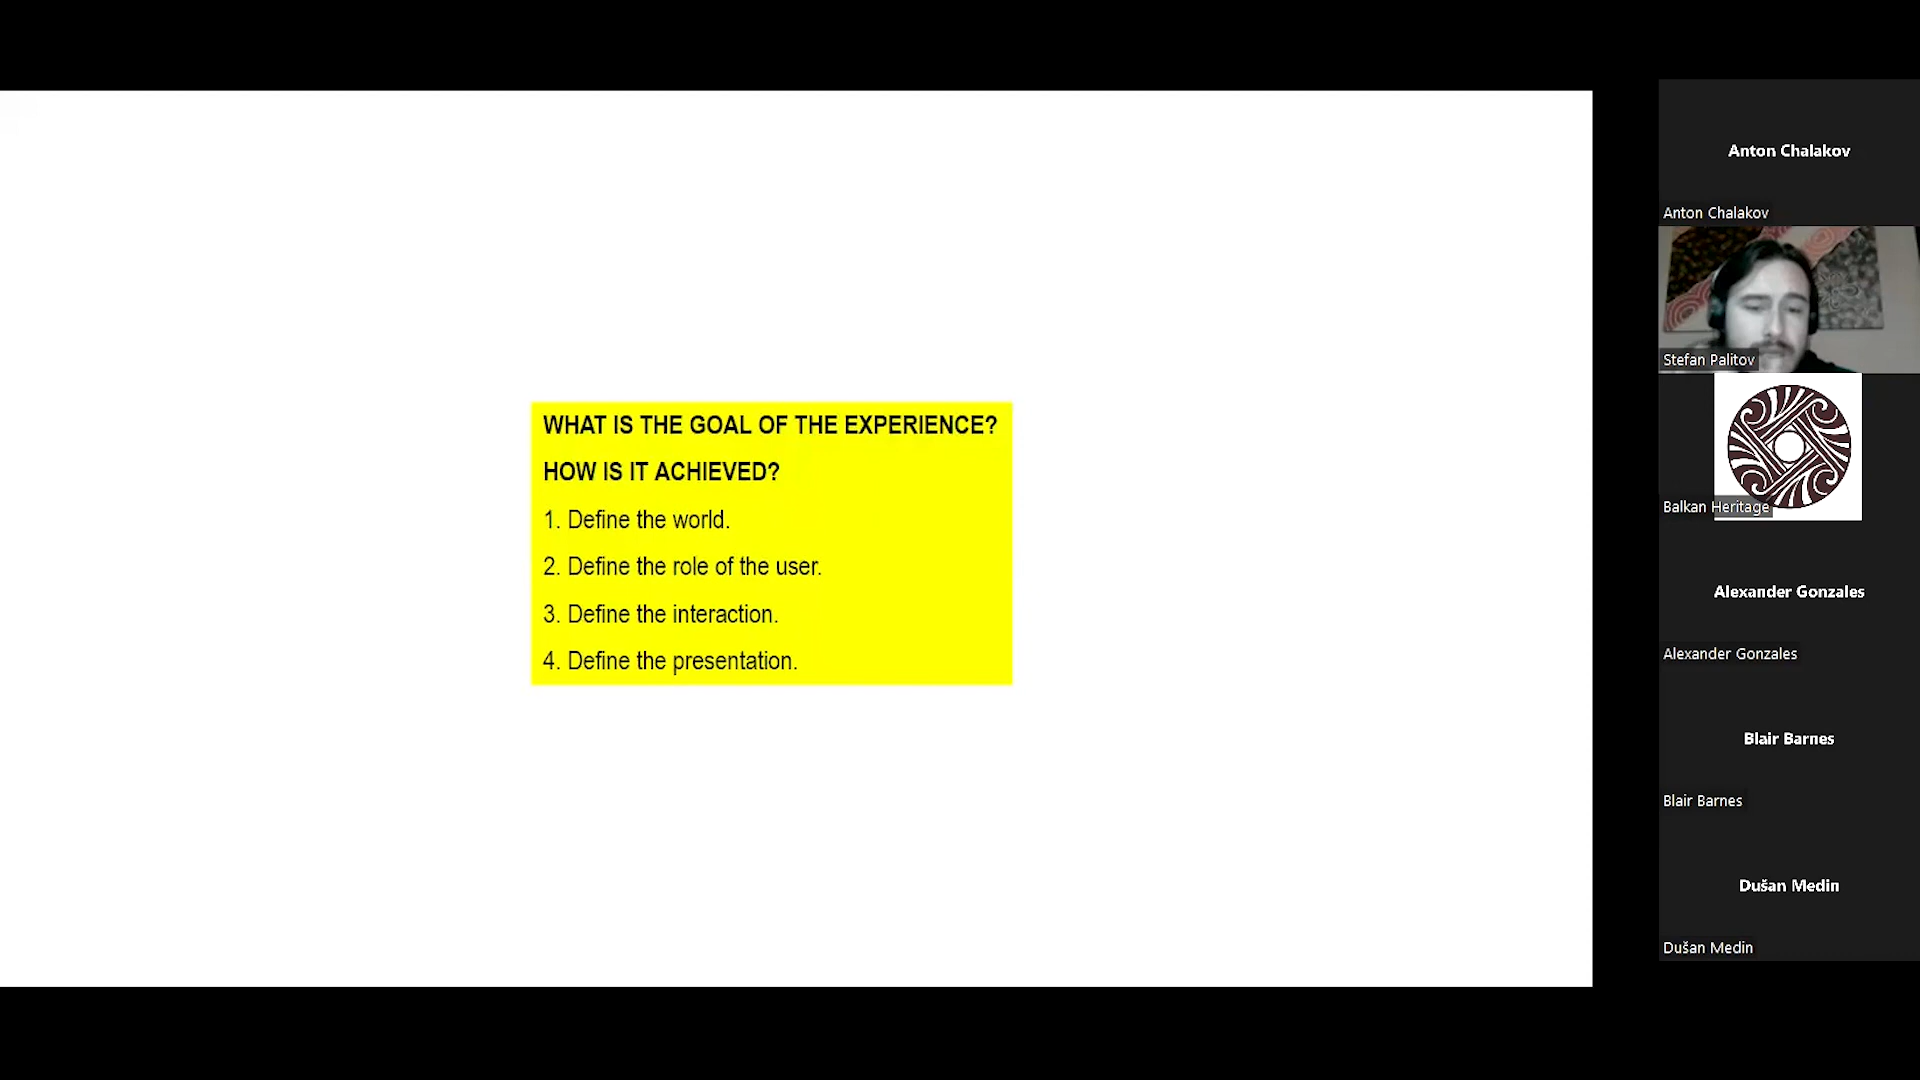 WHAT IS THE GOAL OF THE EXPERIENCE?
HOW IS IT ACHIEVED?
1. Define the world.
2. Define the role of the user.
3. Define the interaction.
4. Define the presentation.
Anton Chalakov
Anton Chalakov
Stefan Palitov
Balkan Heritage
Alexander Gonzales
Alexander Gonzales
Blair Barnes
Blair Barnes
Dušan Medin
Dušan Medin